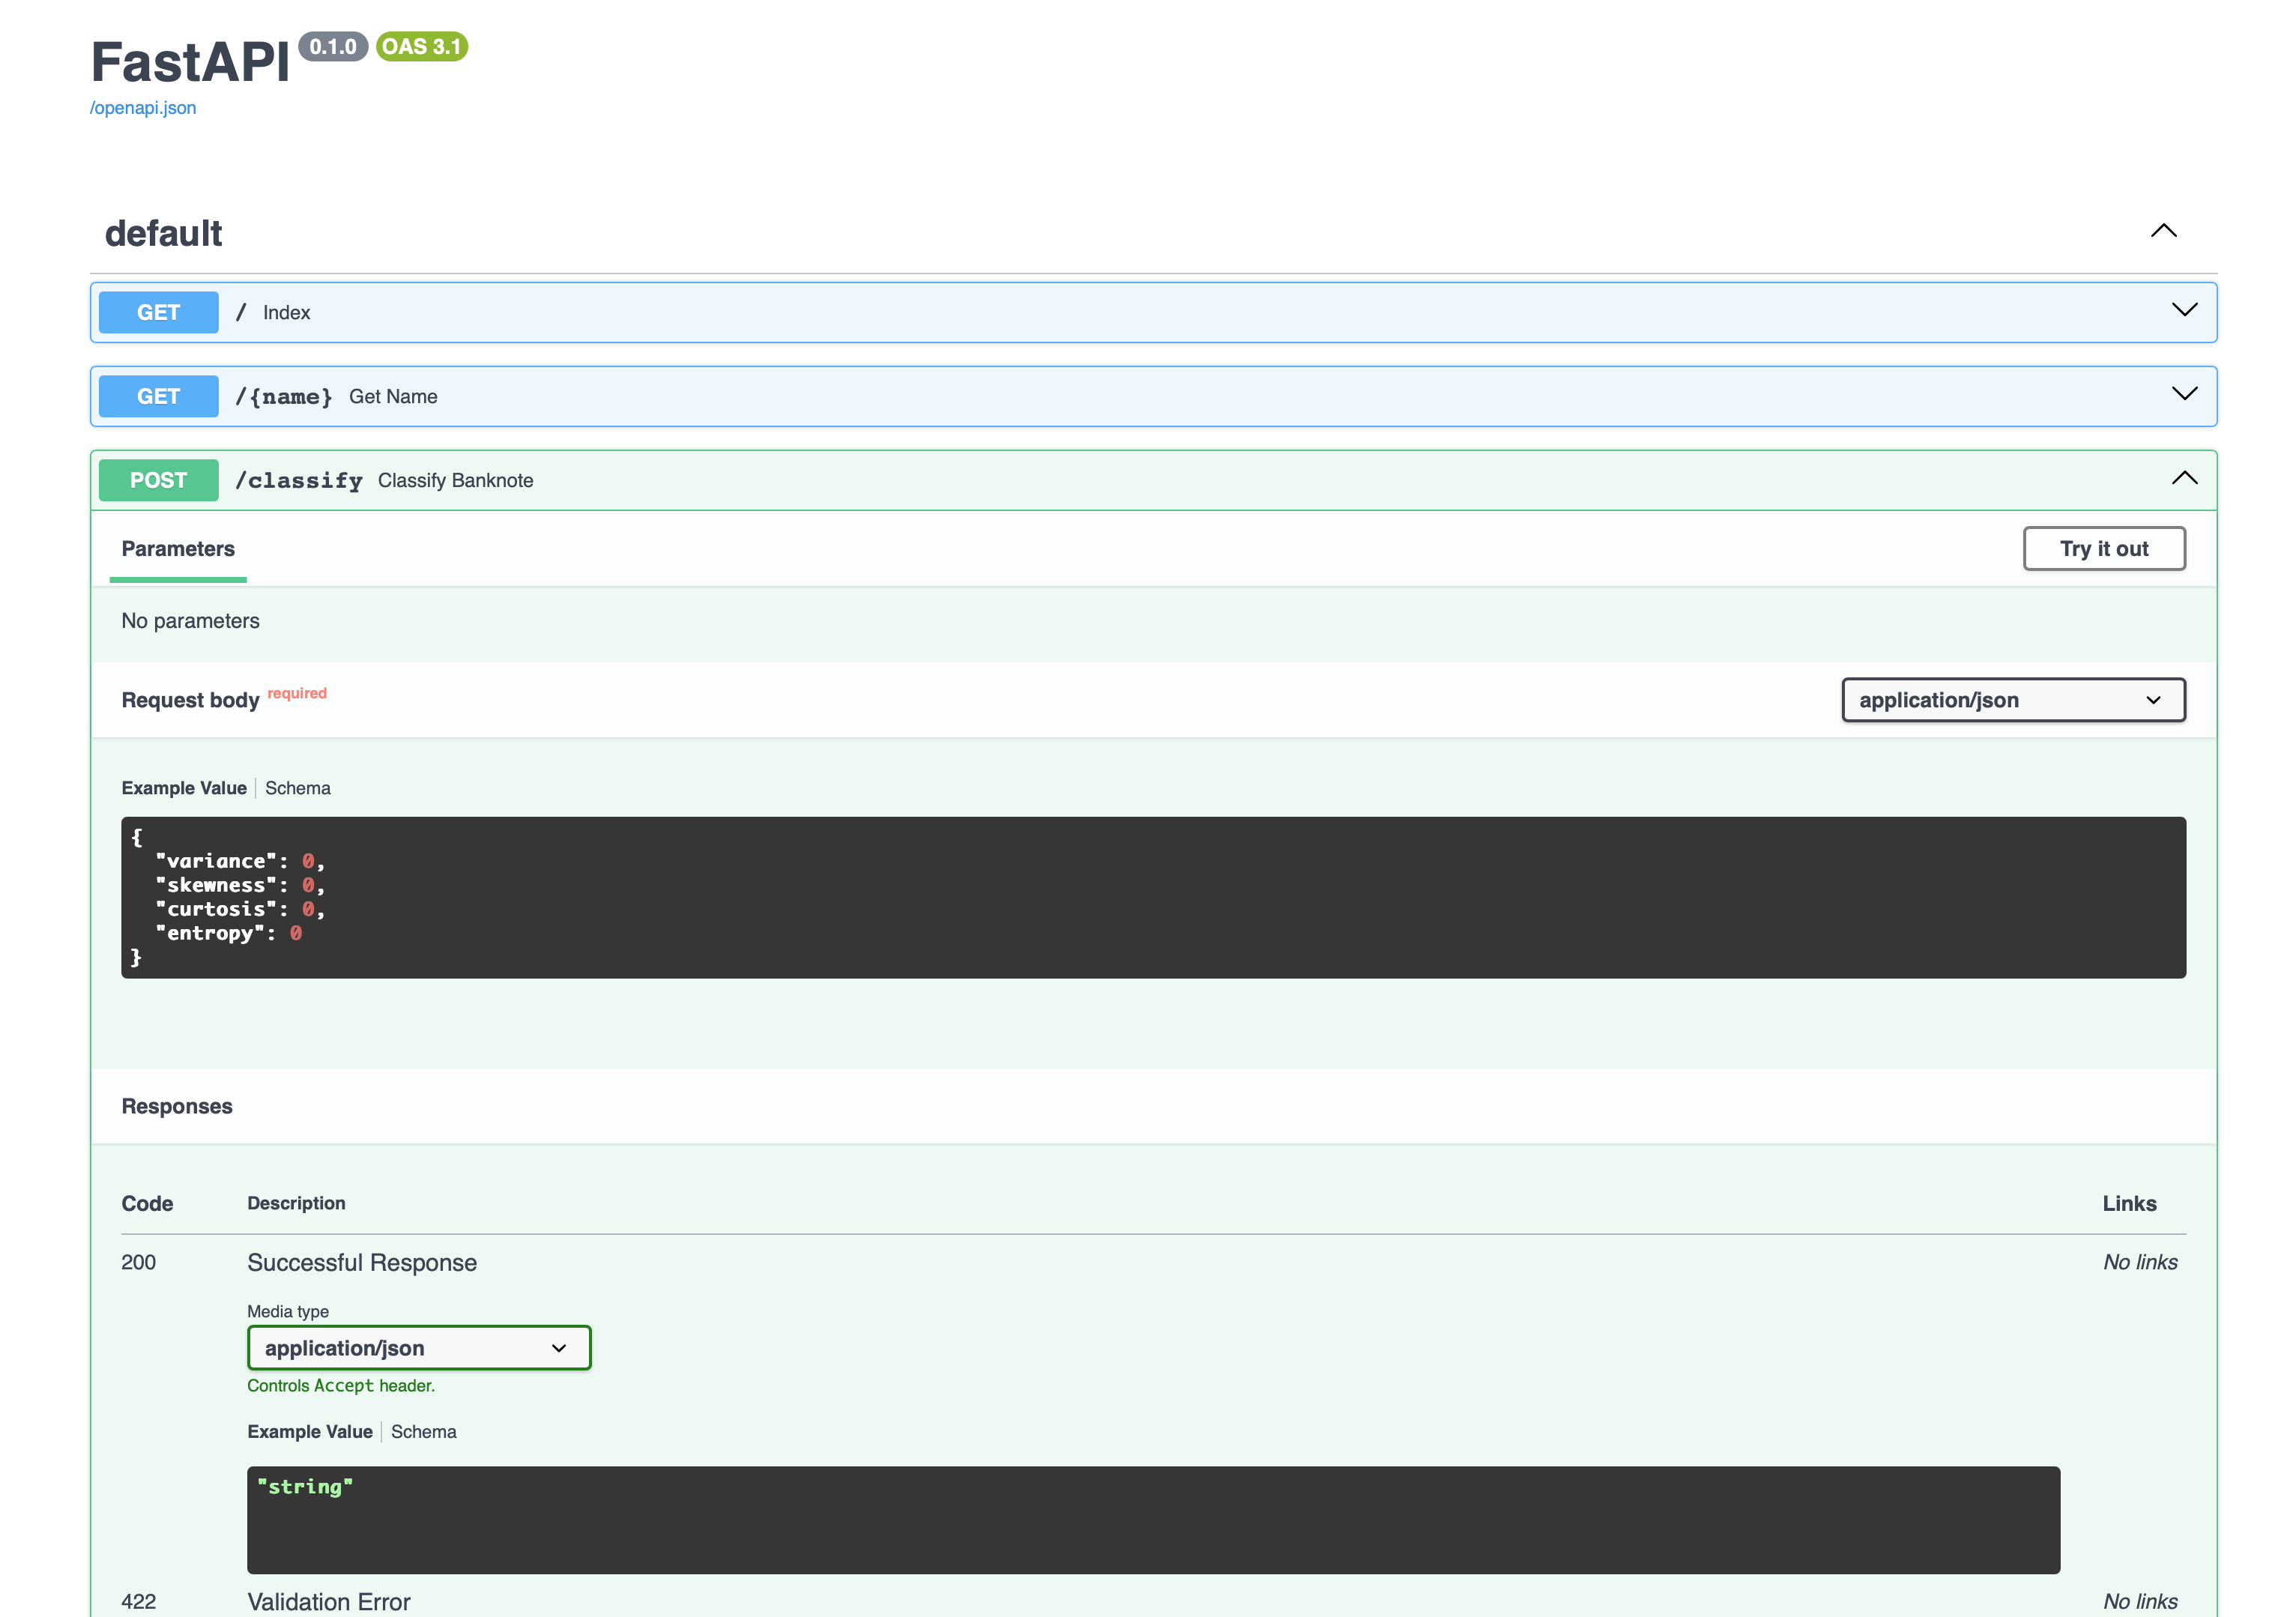 FastAPI 0.1.0 OAS 3.1
/openapi.json
default
GET / Index
GET /{name} Get Name
POST /classify Classify Banknote
Parameters Try it out
No parameters
Request body required application/json
Example Value Schema
{
"variance": 0,
"skewness": 0,
"curtosis": 0,
"entropy": 0
}
Responses
Code Description Links
200 Successful Response No links
Media type
application/json
Controls Accept header.
Example Value Schema
"string"
422 Validation Error No links